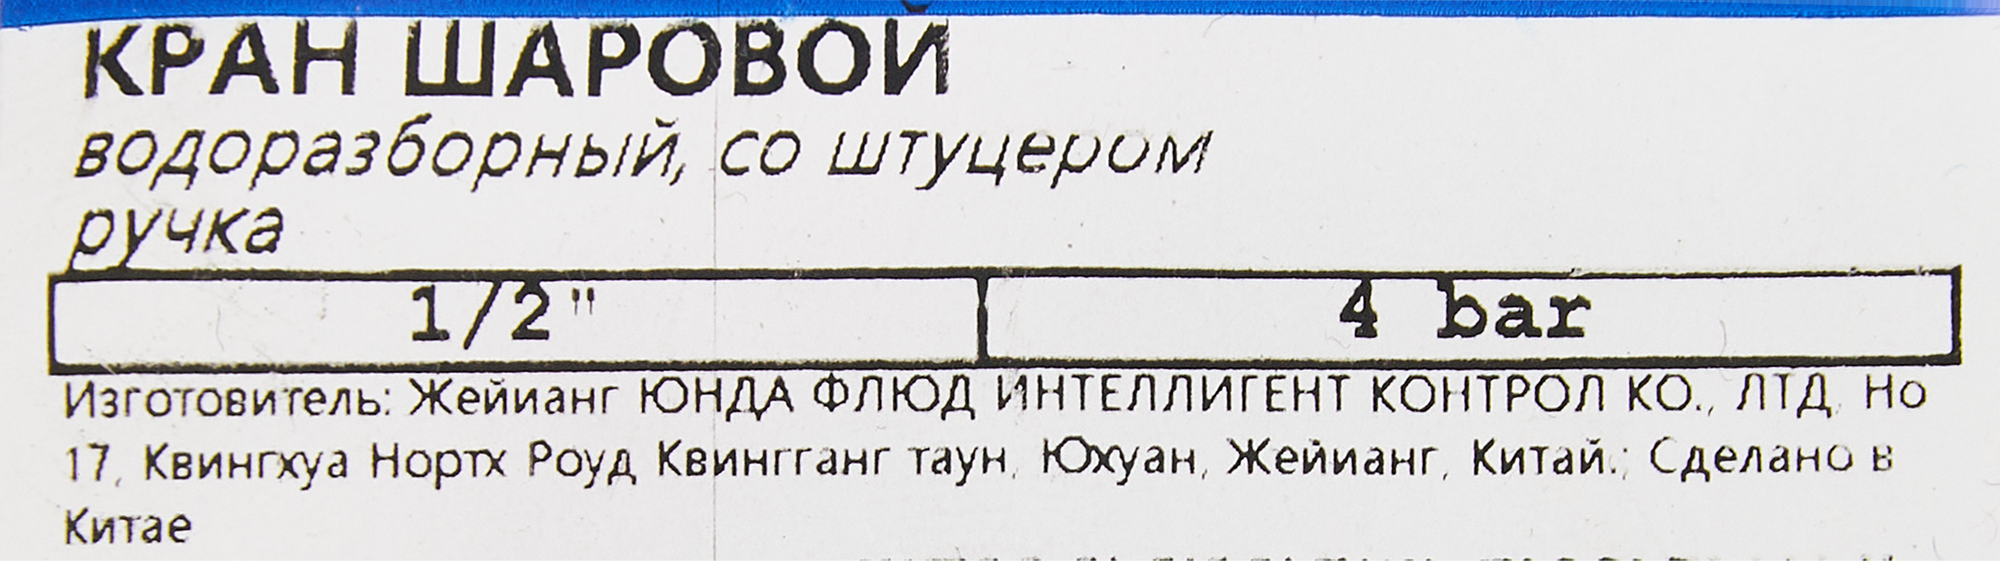 КРАН ШАРОВОЙ
водоразборный, со штуцером
ручка
1/2" 4 bar
Изготовитель: Жейианг ЮНДА ФЛЮД ИНТЕЛЛИГЕНТ КОНТРОЛ КО., ЛТД, Но
17, Квингхуа Нортх Роуд Квингганг таун, Юхуан, Жейианг, Китай.; Сделано в
Китае